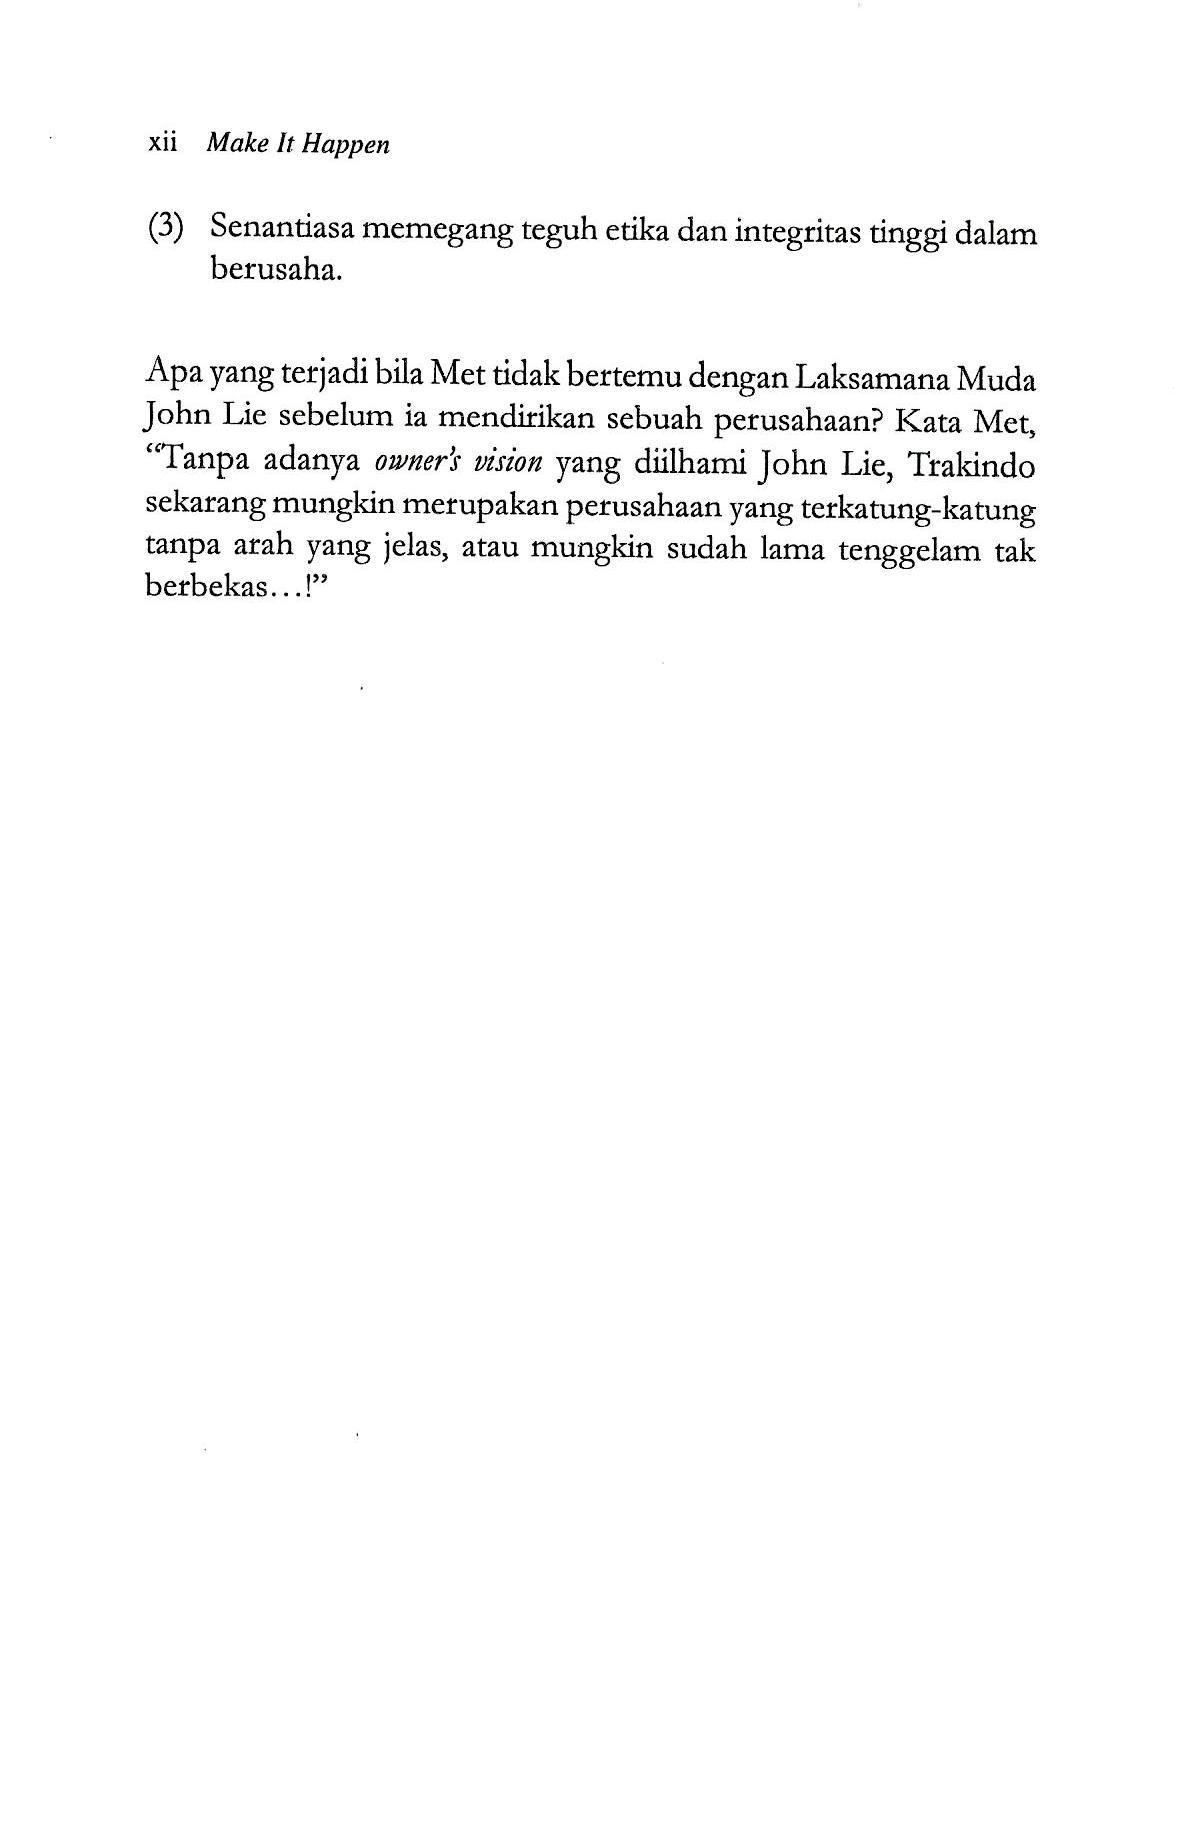 xii Make It Happen
(3) Senantiasa memegang teguh etika dan integritas tinggi dalam
berusaha.
Apa yang terjadi bila Met tidak bertemu dengan Laksamana Muda
John Lie sebelum ia mendirikan sebuah perusahaan? Kata Met,
“Tanpa adanya owner's vision yang diilhami John Lie, Trakindo
sekarang mungkin merupakan perusahaan yang terkatung-katung
tanpa arah yang jelas, atau mungkin sudah lama tenggelam tak
berbekas...!”